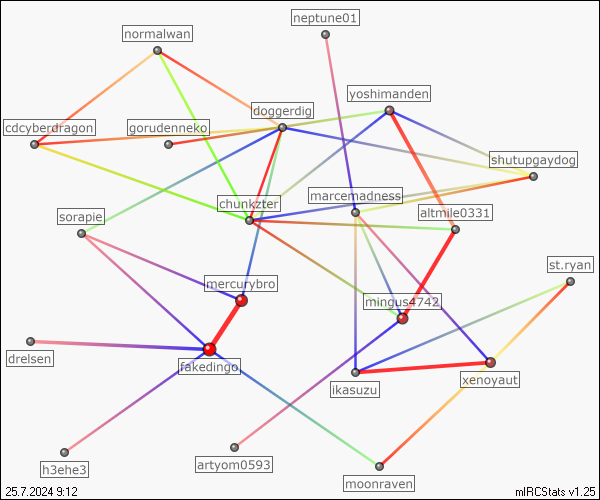 neptune01
normalwan
yoshimanden
doggerdig
cdcyberdragon
gorudenneko
shutupgaydog
marcemadness
chunkzter
altmile0331
sorapie
st.ryan
mercurybro
mingus4742
drelsen
fakedingo
xenoyaut
ikasuzu
artyom0593
h3ehe3
moonraven
25.7.2024 9:12
mIRCStats v1.25